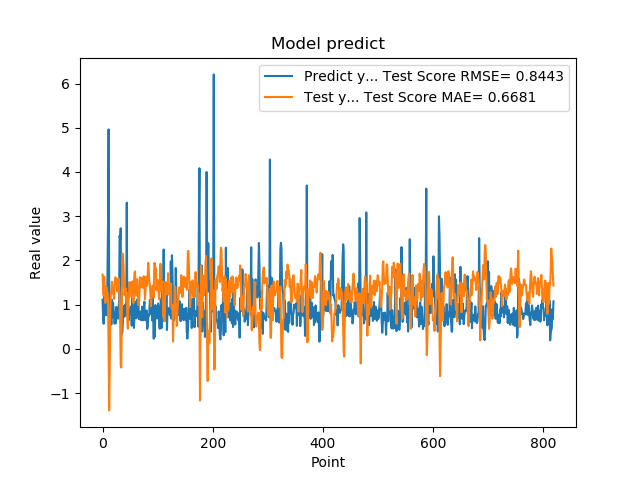 Model predict
Predict y... Test Score RMSE= 0.8443
Test y... Test Score MAE= 0.6681
Real value
6
5
4
3
2
1
0
−1
0 200 400 600 800
Point